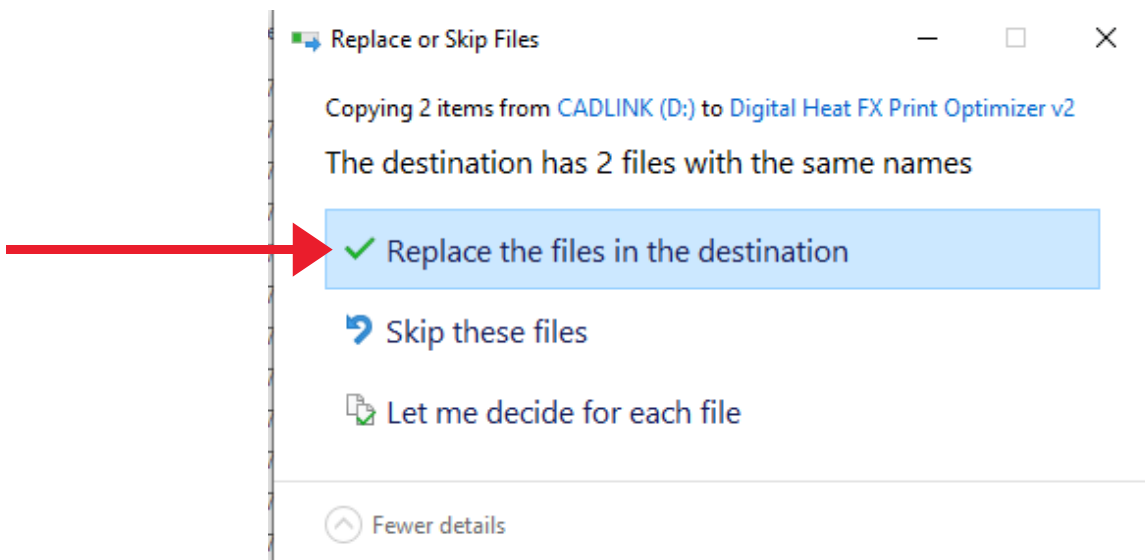 Replace or Skip Files
Copying 2 items from CADLINK (D:) to Digital Heat FX Print Optimizer v2
The destination has 2 files with the same names
Replace the files in the destination
Skip these files
Let me decide for each file
Fewer details